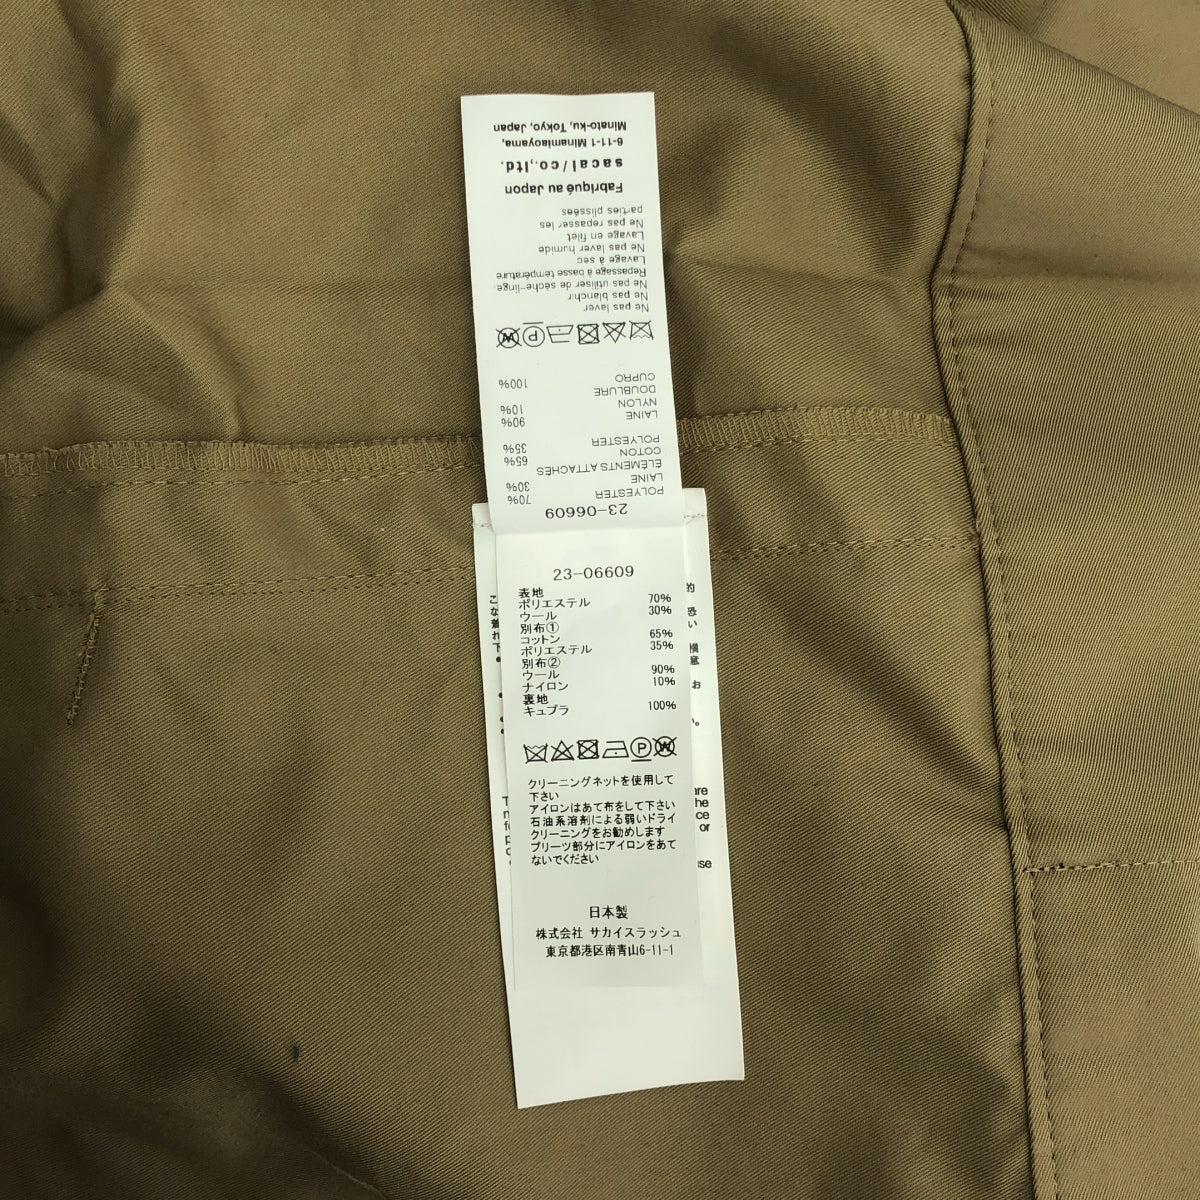 Minato-ku, Tokyo, Japan
6-11-1 Minamiaoyama,
sacai/co.,ltd.
Fabriqué au Japon
parties plissées
Ne pas repasser les
Lavage en filet
Ne pas laver humide
Lavage à sec
Repassage à basse température
Ne pas utiliser de sèche-linge.
Ne pas blanchir
Ne pas laver
P W
CUPRO 100%
DOUBLURE
NYLON 10%
LAINE 90%
POLYESTER 35%
COTON 65%
ÉLÉMENTS ATTACHÉS
LAINE 30%
POLYESTER 70%
23-06609
23-06609
表地
ポリエステル 70%
ウール 30%
別布①
コットン 65%
ポリエステル 35%
別布②
ウール 90%
ナイロン 10%
裏地
キュプラ 100%
P W
クリーニングネットを使用して
下さい
アイロンはあて布をして下さい
石油系溶剤による弱いドライ
クリーニングをお勧めします
プリーツ部分にアイロンをあて
ないでください
日本製
株式会社 サカイスラッシュ
東京都港区南青山6-11-1